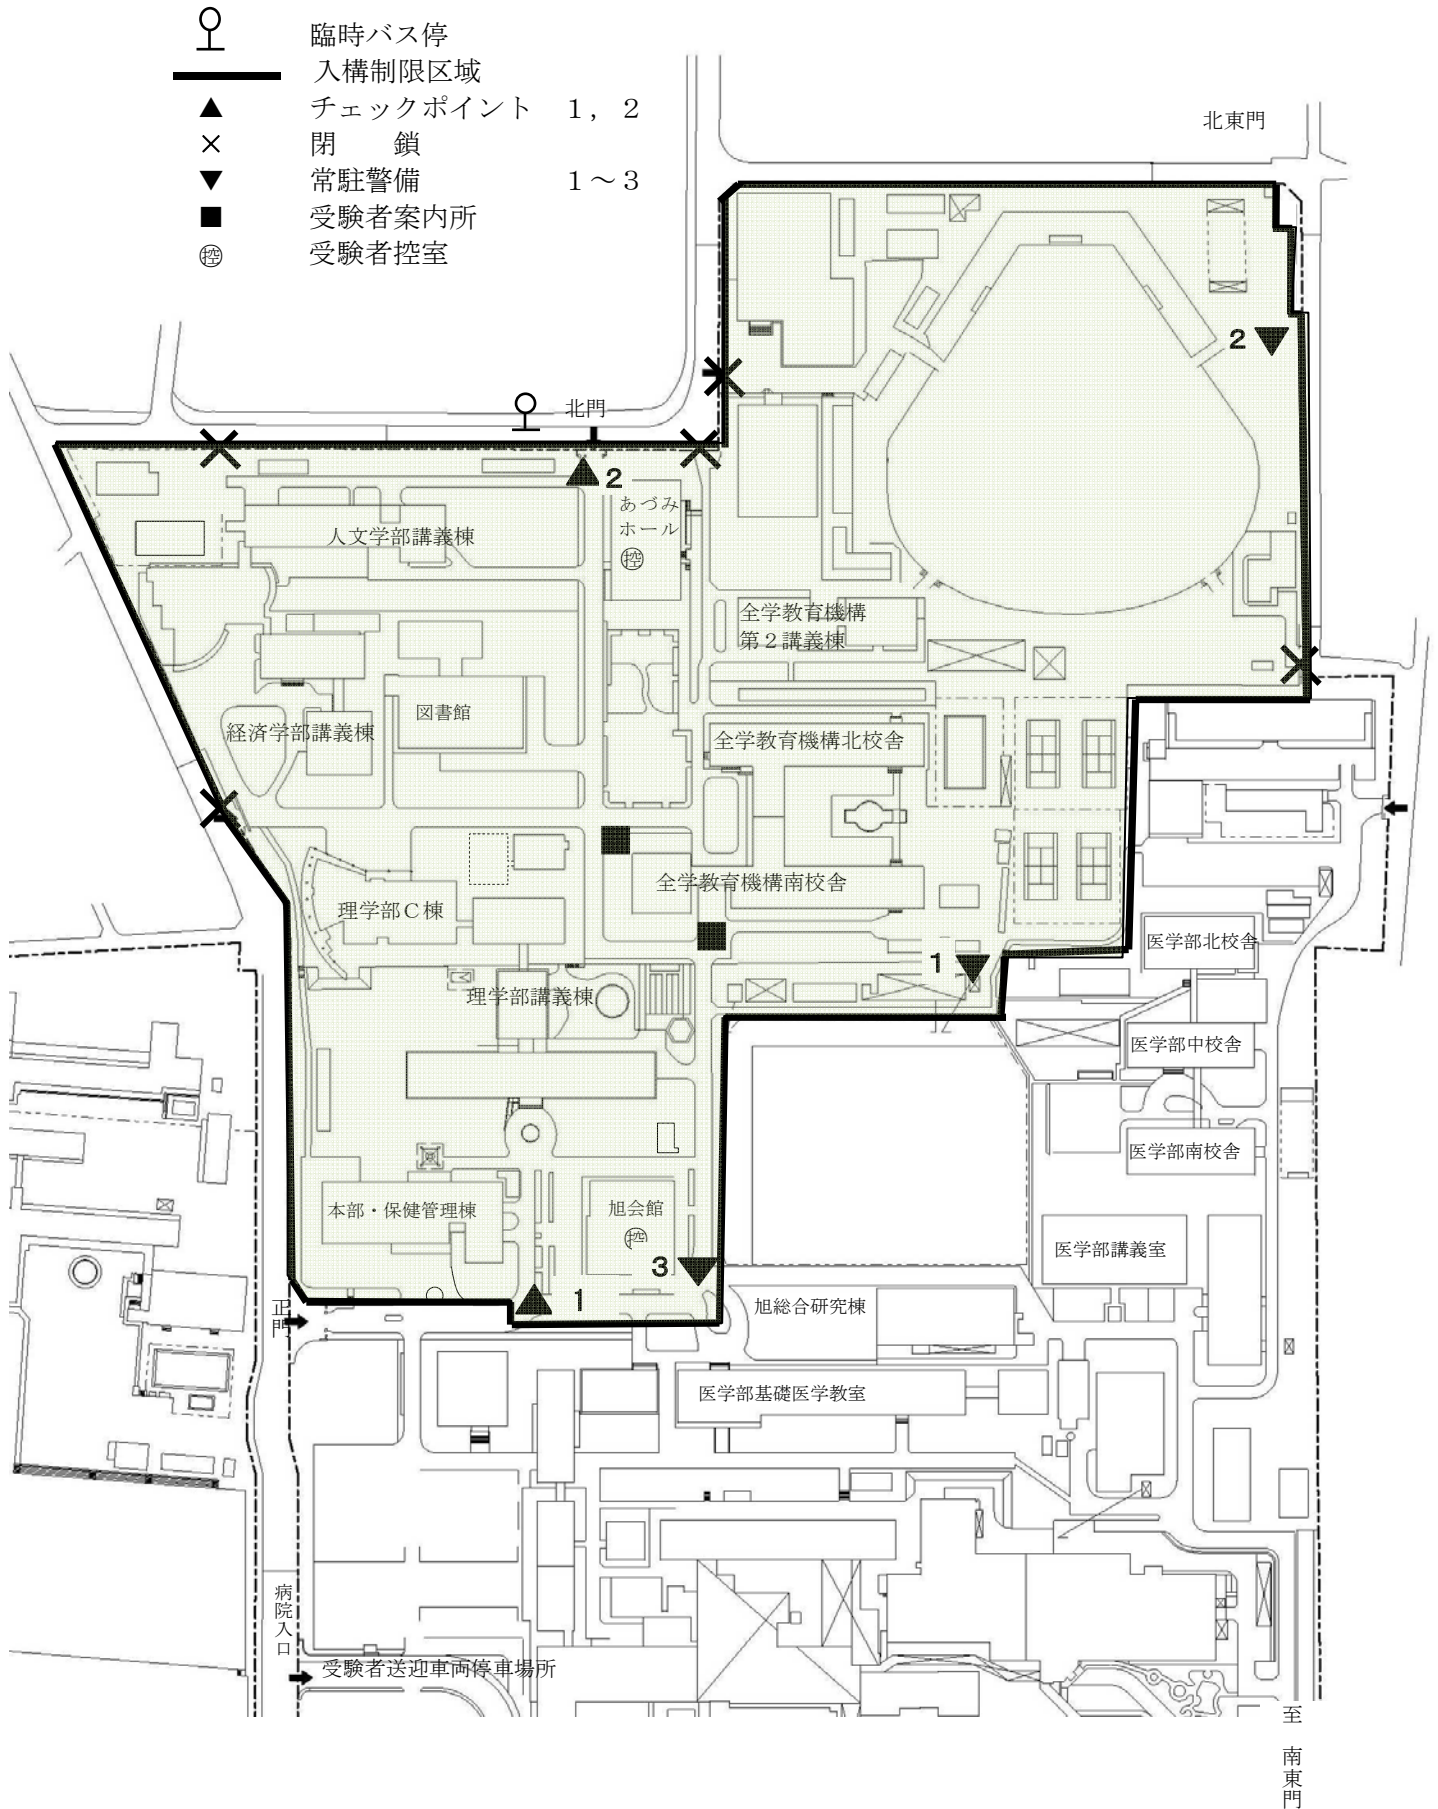 臨時バス停
入構制限区域
チェックポイント　１，２
閉　　鎖
常駐警備　１～３
受験者案内所
控　受験者控室
北東門
2
北門
2
あづみ
ホール
控
人文学部講義棟
全学教育機構
第２講義棟
図書館
経済学部講義棟
全学教育機構北校舎
全学教育機構南校舎
理学部Ｃ棟
医学部北校舎
1
理学部講義棟
医学部中校舎
医学部南校舎
本部・保健管理棟
旭会館
控
医学部講義室
3
1
正門
旭総合研究棟
医学部基礎医学教室
病院入口
受験者送迎車両停車場所
至　南東門